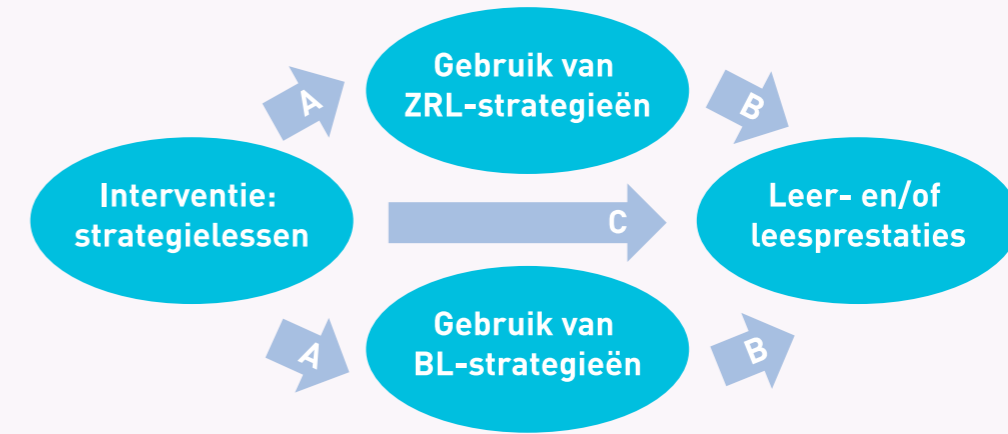 Gebruik van
ZRL-strategieën
A
B
Interventie:
strategielessen
C
Leer- en/of
leesprestaties
Gebruik van
BL-strategieën
A
B